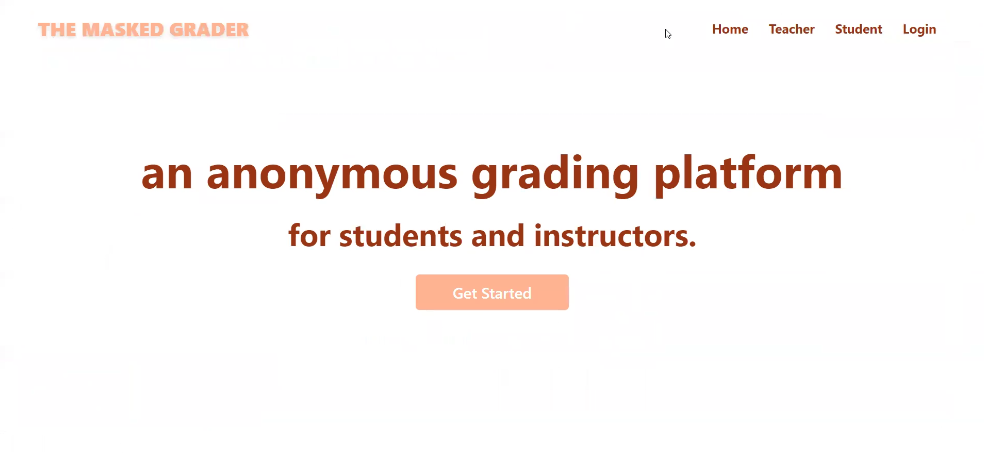 THE MASKED GRADER
Home Teacher Student Login
an anonymous grading platform
for students and instructors.
Get Started